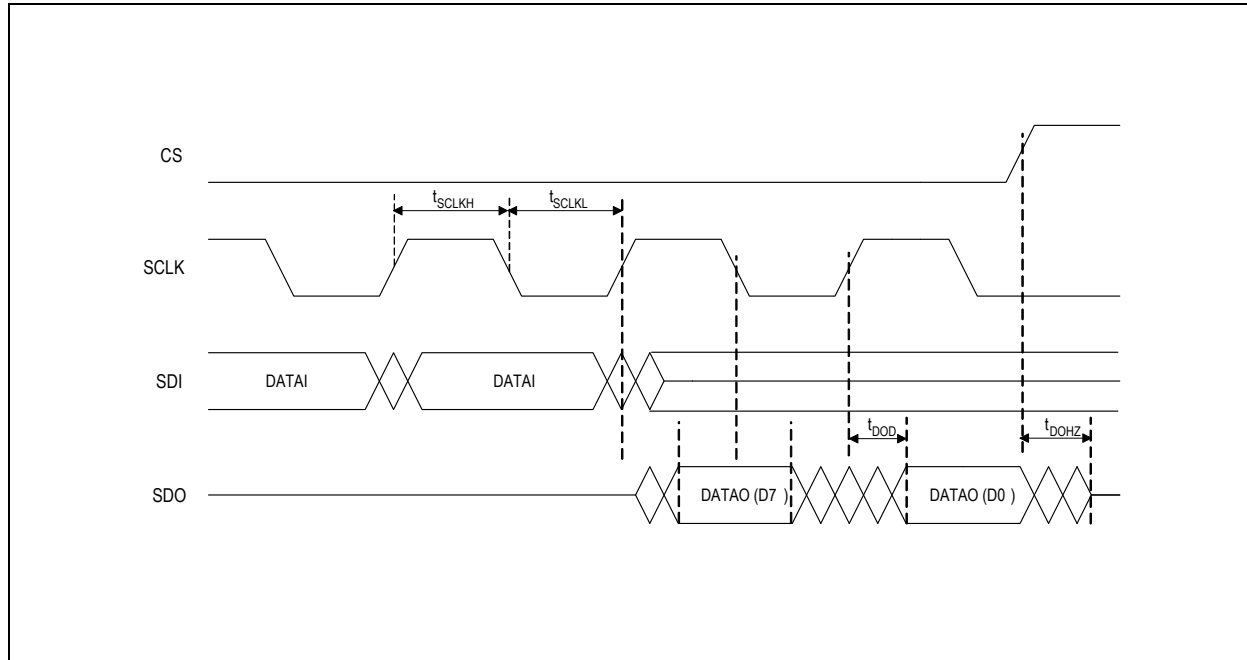 CS
tSCLKH
tSCLKL
SCLK
SDI
DATAI
DATAI
tDOD
tDOHZ
SDO
DATAO (D7 )
DATAO (D0 )